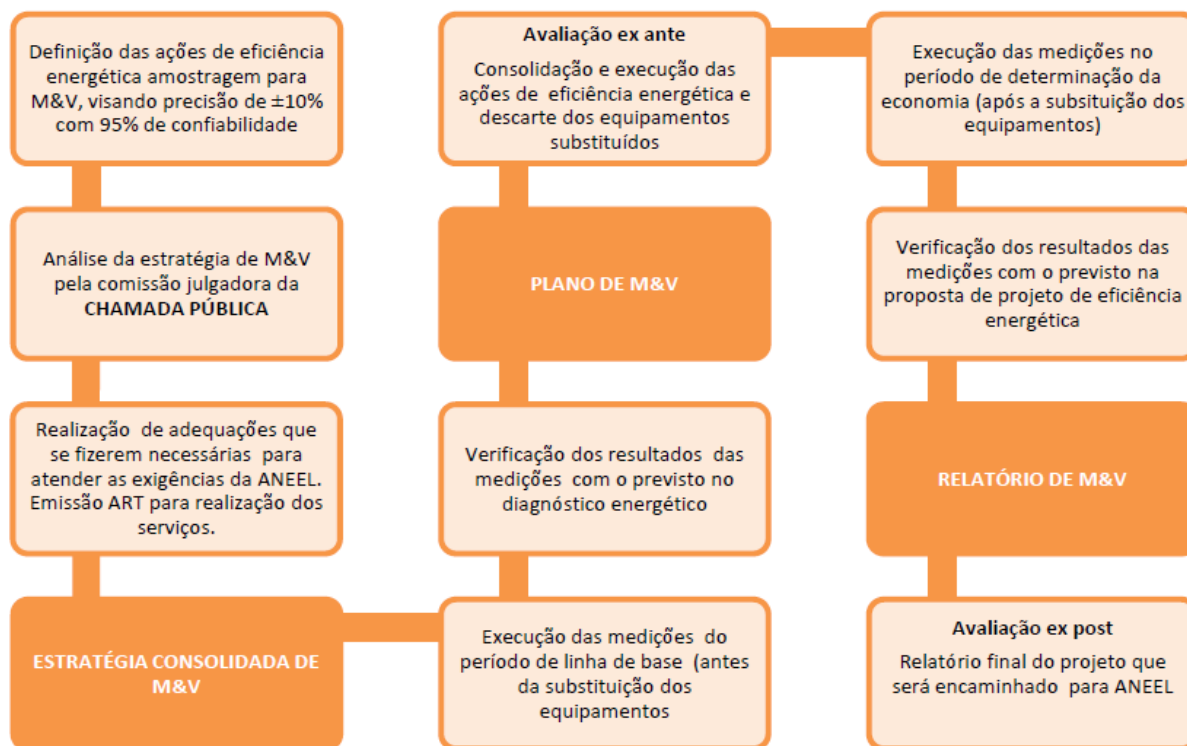 Definição das ações de eficiência
energética amostragem para
M&V, visando precisão de ±10%
com 95% de confiabilidade
Análise da estratégia de M&V
pela comissão julgadora da
CHAMADA PÚBLICA
Realização de adequações que
se fizerem necessárias para
atender as exigências da ANEEL.
Emissão ART para realização dos
serviços.
ESTRATÉGIA CONSOLIDADA DE
M&V
Execução das medições do
período de linha de base (antes
da substituição dos
equipamentos
Verificação dos resultados das
medições com o previsto no
diagnóstico energético
PLANO DE M&V
Avaliação ex ante
Consolidação e execução das
ações de eficiência energética e
descarte dos equipamentos
substituídos
Execução das medições no
período de determinação da
economia (após a subsituição dos
equipamentos)
Verificação dos resultados das
medições com o previsto na
proposta de projeto de eficiência
energética
RELATÓRIO DE M&V
Avaliação ex post
Relatório final do projeto que
será encaminhado para ANEEL